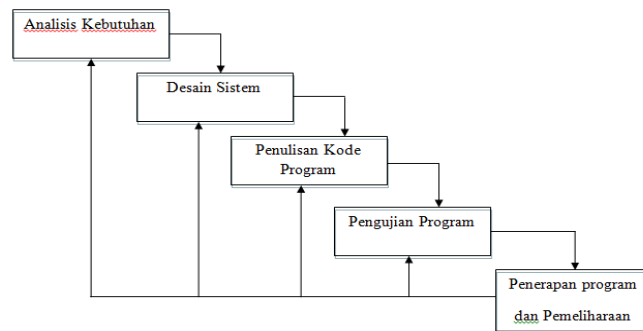 Analisis Kebutuhan
Desain Sistem
Penulisan Kode
Program
Pengujian Program
Penerapan program
dan Pemeliharaan